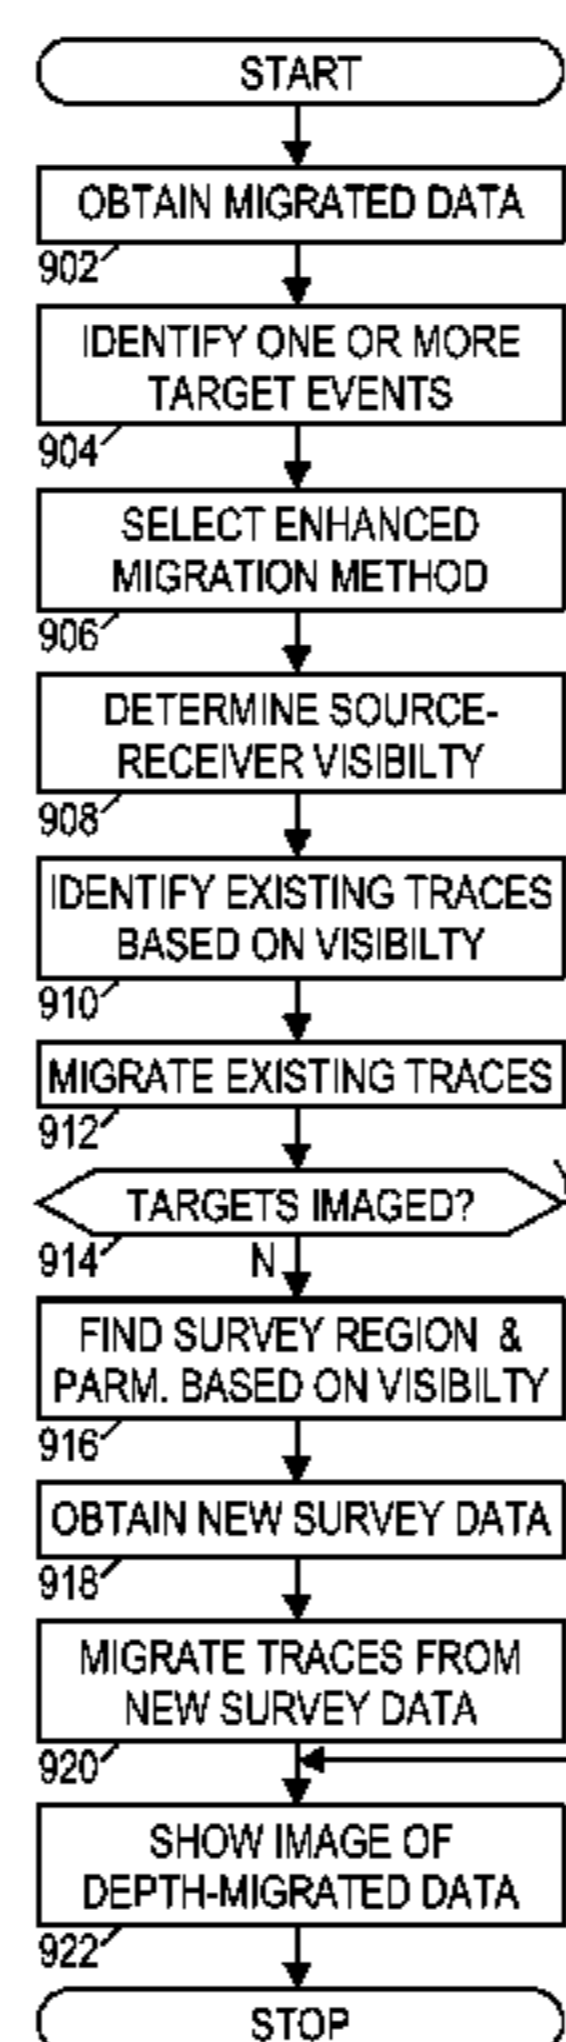 START
OBTAIN MIGRATED DATA
902
IDENTIFY ONE OR MORE
TARGET EVENTS
904
SELECT ENHANCED
MIGRATION METHOD
906
DETERMINE SOURCE-
RECEIVER VISIBILTY
908
IDENTIFY EXISTING TRACES
BASED ON VISIBILTY
910
MIGRATE EXISTING TRACES
912
TARGETS IMAGED?
914
N
FIND SURVEY REGION &
PARM. BASED ON VISIBILTY
916
OBTAIN NEW SURVEY DATA
918
MIGRATE TRACES FROM
NEW SURVEY DATA
920
SHOW IMAGE OF
DEPTH-MIGRATED DATA
922
STOP